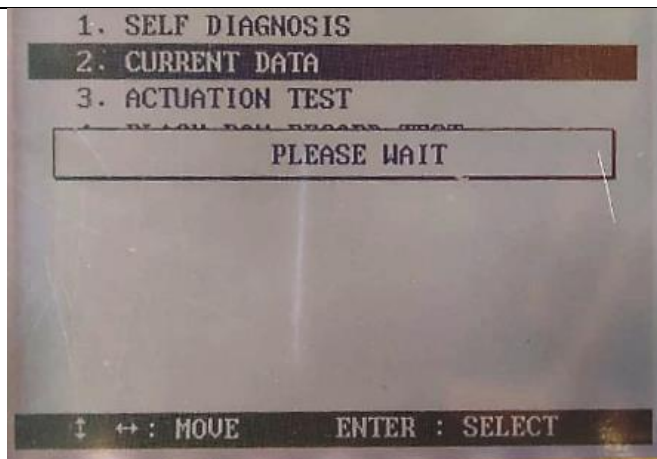 1. SELF DIAGNOSIS
2. CURRENT DATA
3. ACTUATION TEST
PLEASE WAIT
↕ ↔ : MOVE ENTER : SELECT